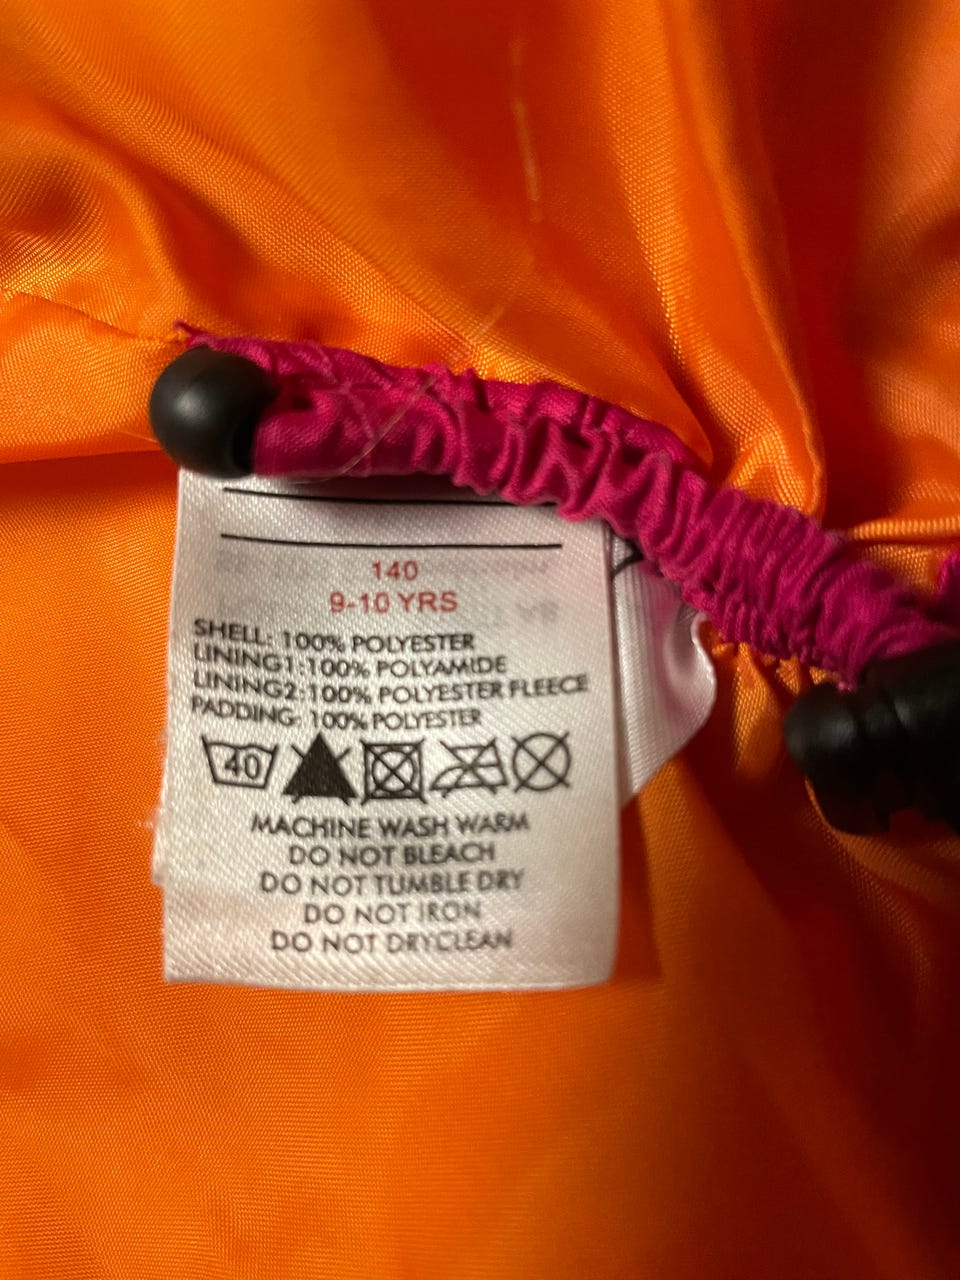 140
9-10 YRS
SHELL: 100% POLYESTER
LINING1:100% POLYAMIDE
LINING2:100% POLYESTER FLEECE
PADDING: 100% POLYESTER
40
MACHINE WASH WARM
DO NOT BLEACH
DO NOT TUMBLE DRY
DO NOT IRON
DO NOT DRYCLEAN